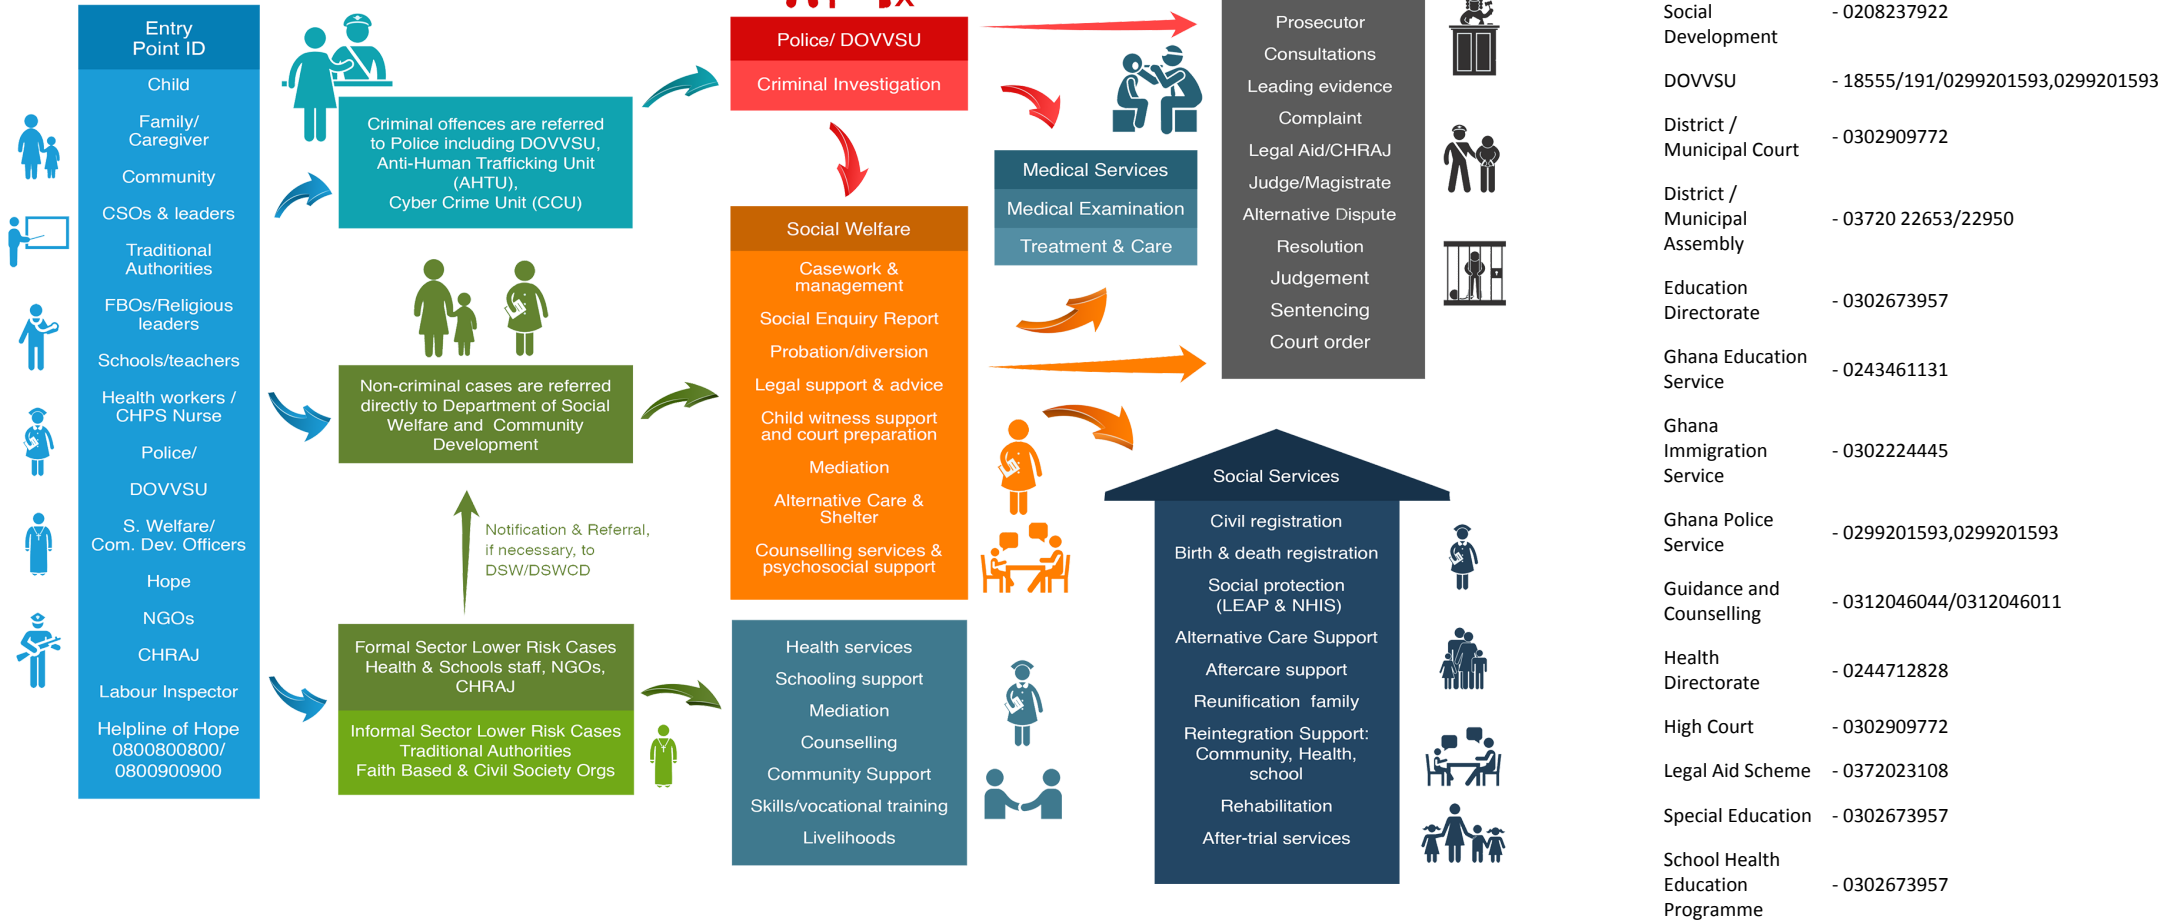 Entry
Point ID
Child
Family/
Caregiver
Community
CSOs & leaders
Traditional
Authorities
FBOs/Religious
leaders
Schools/teachers
Health workers /
CHPS Nurse
Police/
DOVVSU
S. Welfare/
Com. Dev. Officers
Hope
NGOs
CHRAJ
Labour Inspector
Helpline of Hope
0800800800/
0800900900
Criminal offences are referred
to Police including DOVVSU,
Anti-Human Trafficking Unit
(AHTU),
Cyber Crime Unit (CCU)
Non-criminal cases are referred
directly to Department of Social
Welfare and Community
Development
Notification & Referral,
if necessary, to
DSW/DSWCD
Formal Sector Lower Risk Cases
Health & Schools staff, NGOs,
CHRAJ
Informal Sector Lower Risk Cases
Traditional Authorities
Faith Based & Civil Society Orgs
Police/ DOVVSU
Criminal Investigation
Social Welfare
Casework &
management
Social Enquiry Report
Probation/diversion
Legal support & advice
Child witness support
and court preparation
Mediation
Alternative Care &
Shelter
Counselling services &
psychosocial support
Health services
Schooling support
Mediation
Counselling
Community Support
Skills/vocational training
Livelihoods
Medical Services
Medical Examination
Treatment & Care
Prosecutor
Consultations
Leading evidence
Complaint
Legal Aid/CHRAJ
Judge/Magistrate
Alternative Dispute
Resolution
Judgement
Sentencing
Court order
Social Services
Civil registration
Birth & death registration
Social protection
(LEAP & NHIS)
Alternative Care Support
Aftercare support
Reunification family
Reintegration Support:
Community, Health,
school
Rehabilitation
After-trial services
Social
Development
- 0208237922
DOVVSU - 18555/191/0299201593,0299201593
District /
Municipal Court
- 0302909772
District /
Municipal
Assembly
- 03720 22653/22950
Education
Directorate
- 0302673957
Ghana Education
Service
- 0243461131
Ghana
Immigration
Service
- 0302224445
Ghana Police
Service
- 0299201593,0299201593
Guidance and
Counselling
- 0312046044/0312046011
Health
Directorate
- 0244712828
High Court - 0302909772
Legal Aid Scheme - 0372023108
Special Education - 0302673957
School Health
Education
Programme
- 0302673957